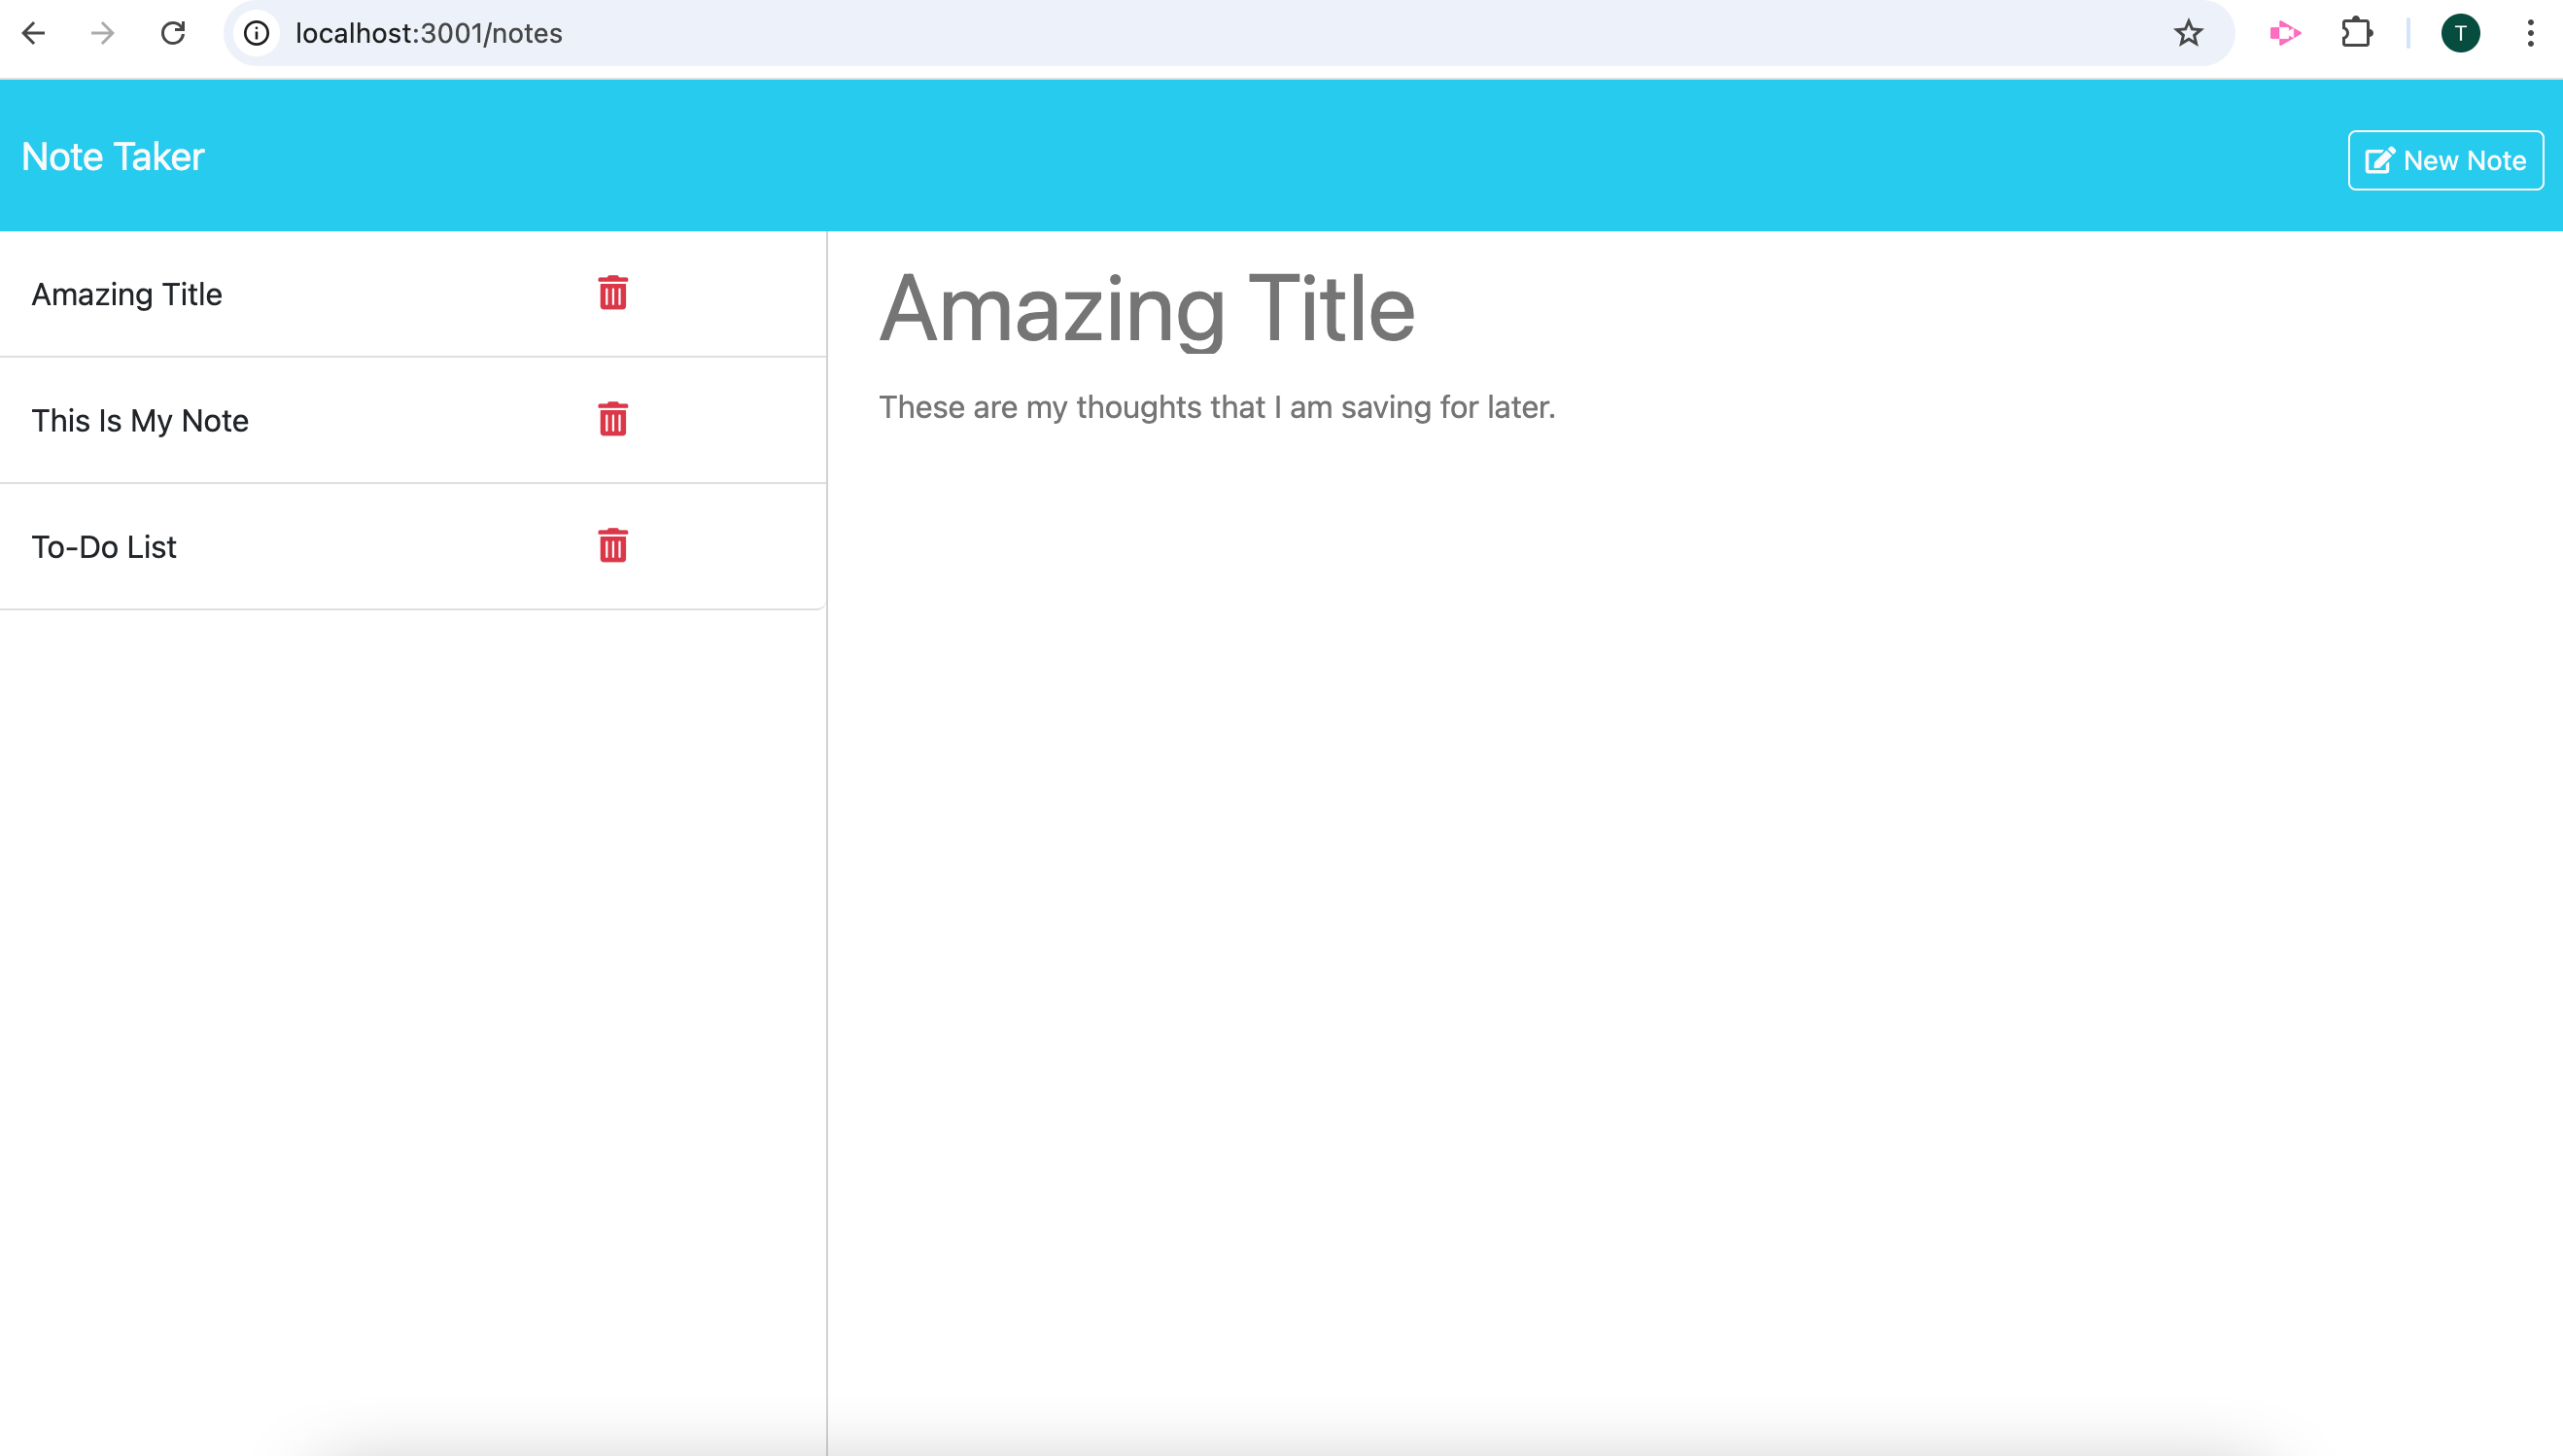 localhost:3001/notes
T
Note Taker
New Note
Amazing Title
This Is My Note
To-Do List
Amazing Title
These are my thoughts that I am saving for later.